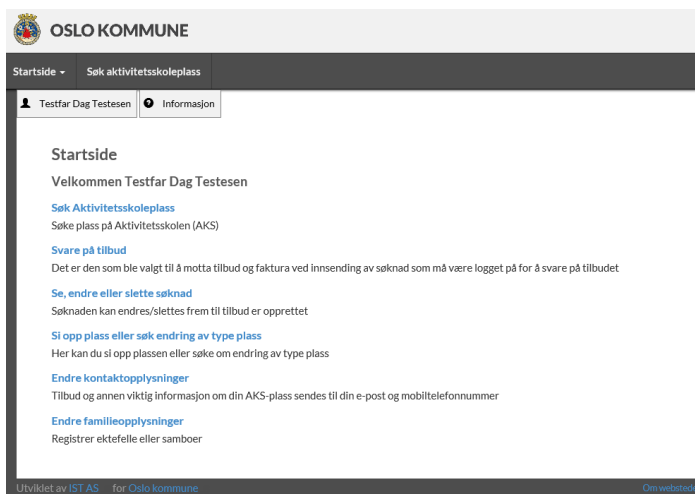 OSLO KOMMUNE
Startside
Søk aktivitetsskoleplass
Testfar Dag Testesen
Informasjon
Startside
Velkommen Testfar Dag Testesen
Søk Aktivitetsskoleplass
Søke plass på Aktivitetsskolen (AKS)
Svare på tilbud
Det er den som ble valgt til å motta tilbud og faktura ved innsending av søknad som må være logget på for å svare på tilbudet
Se, endre eller slette søknad
Søknaden kan endres/slettes frem til tilbud er opprettet
Si opp plass eller søk endring av type plass
Her kan du si opp plassen eller søke om endring av type plass
Endre kontaktopplysninger
Tilbud og annen viktig informasjon om din AKS-plass sendes til din e-post og mobiltelefonnummer
Endre familieopplysninger
Registrer ektefelle eller samboer
Utviklet av IST AS for Oslo kommune
Om